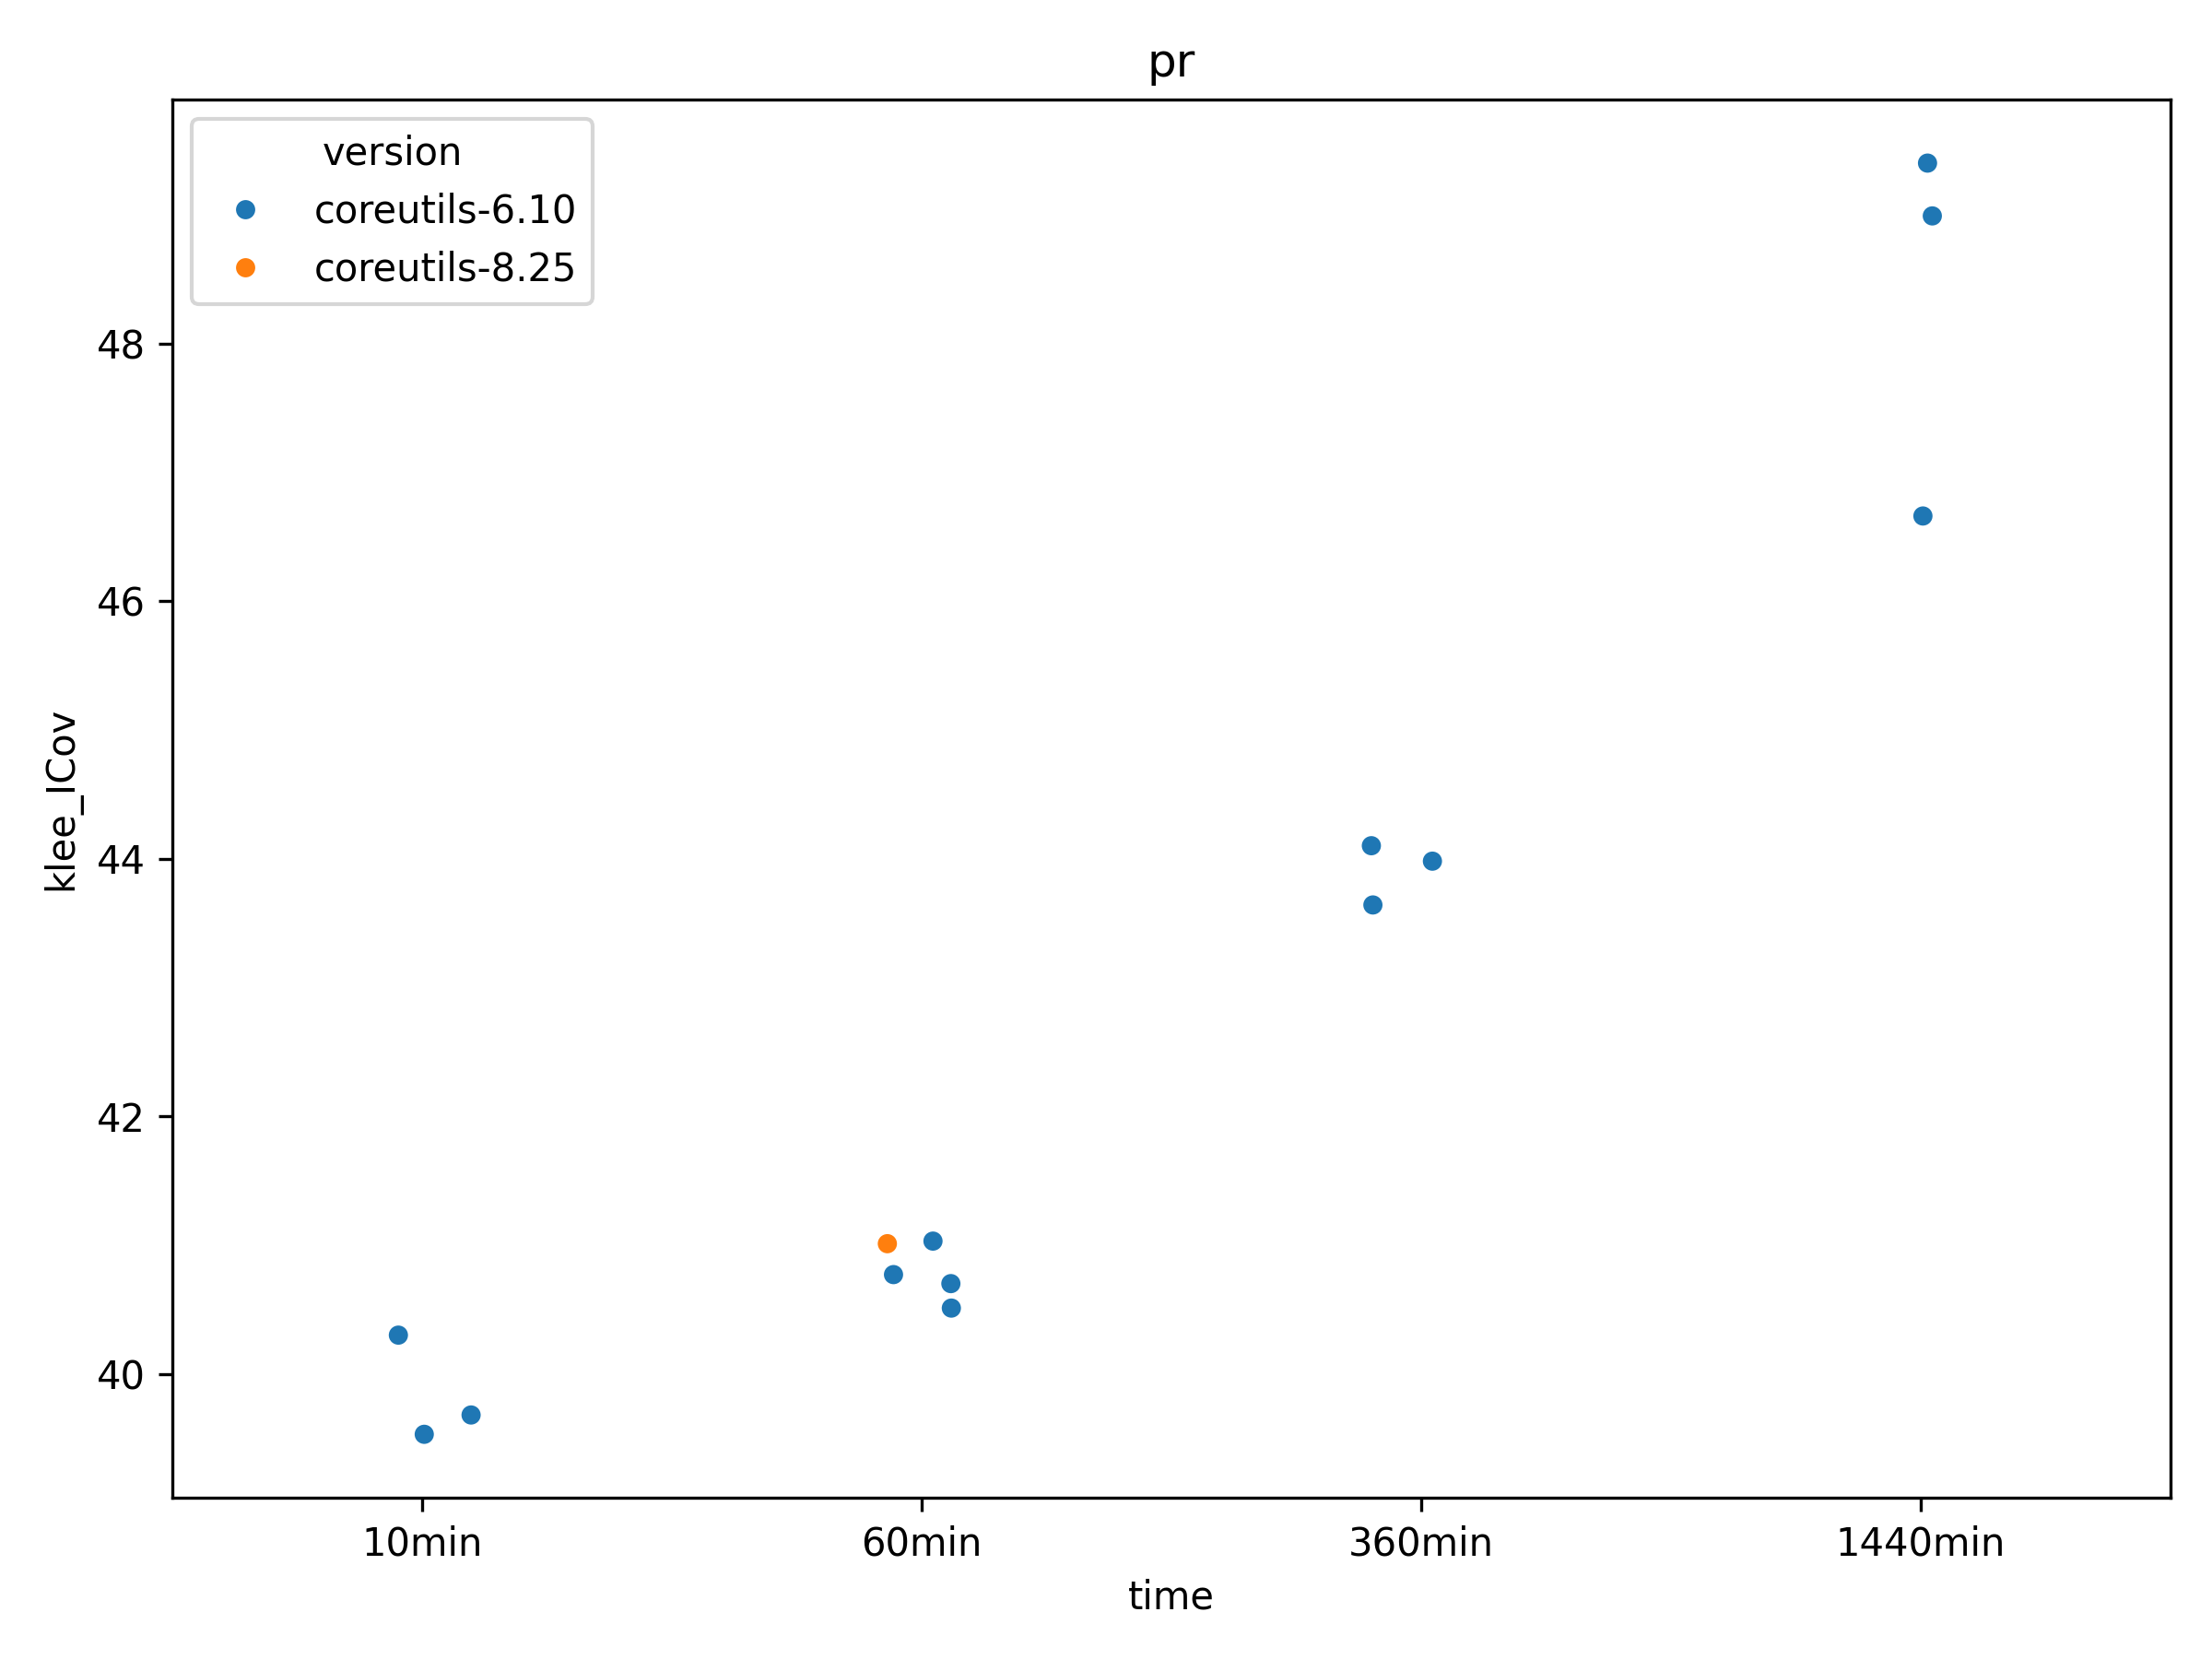 pr
version
coreutils-6.10
coreutils-8.25
klee_ICov
48
46
44
42
40
10min
60min
360min
1440min
time